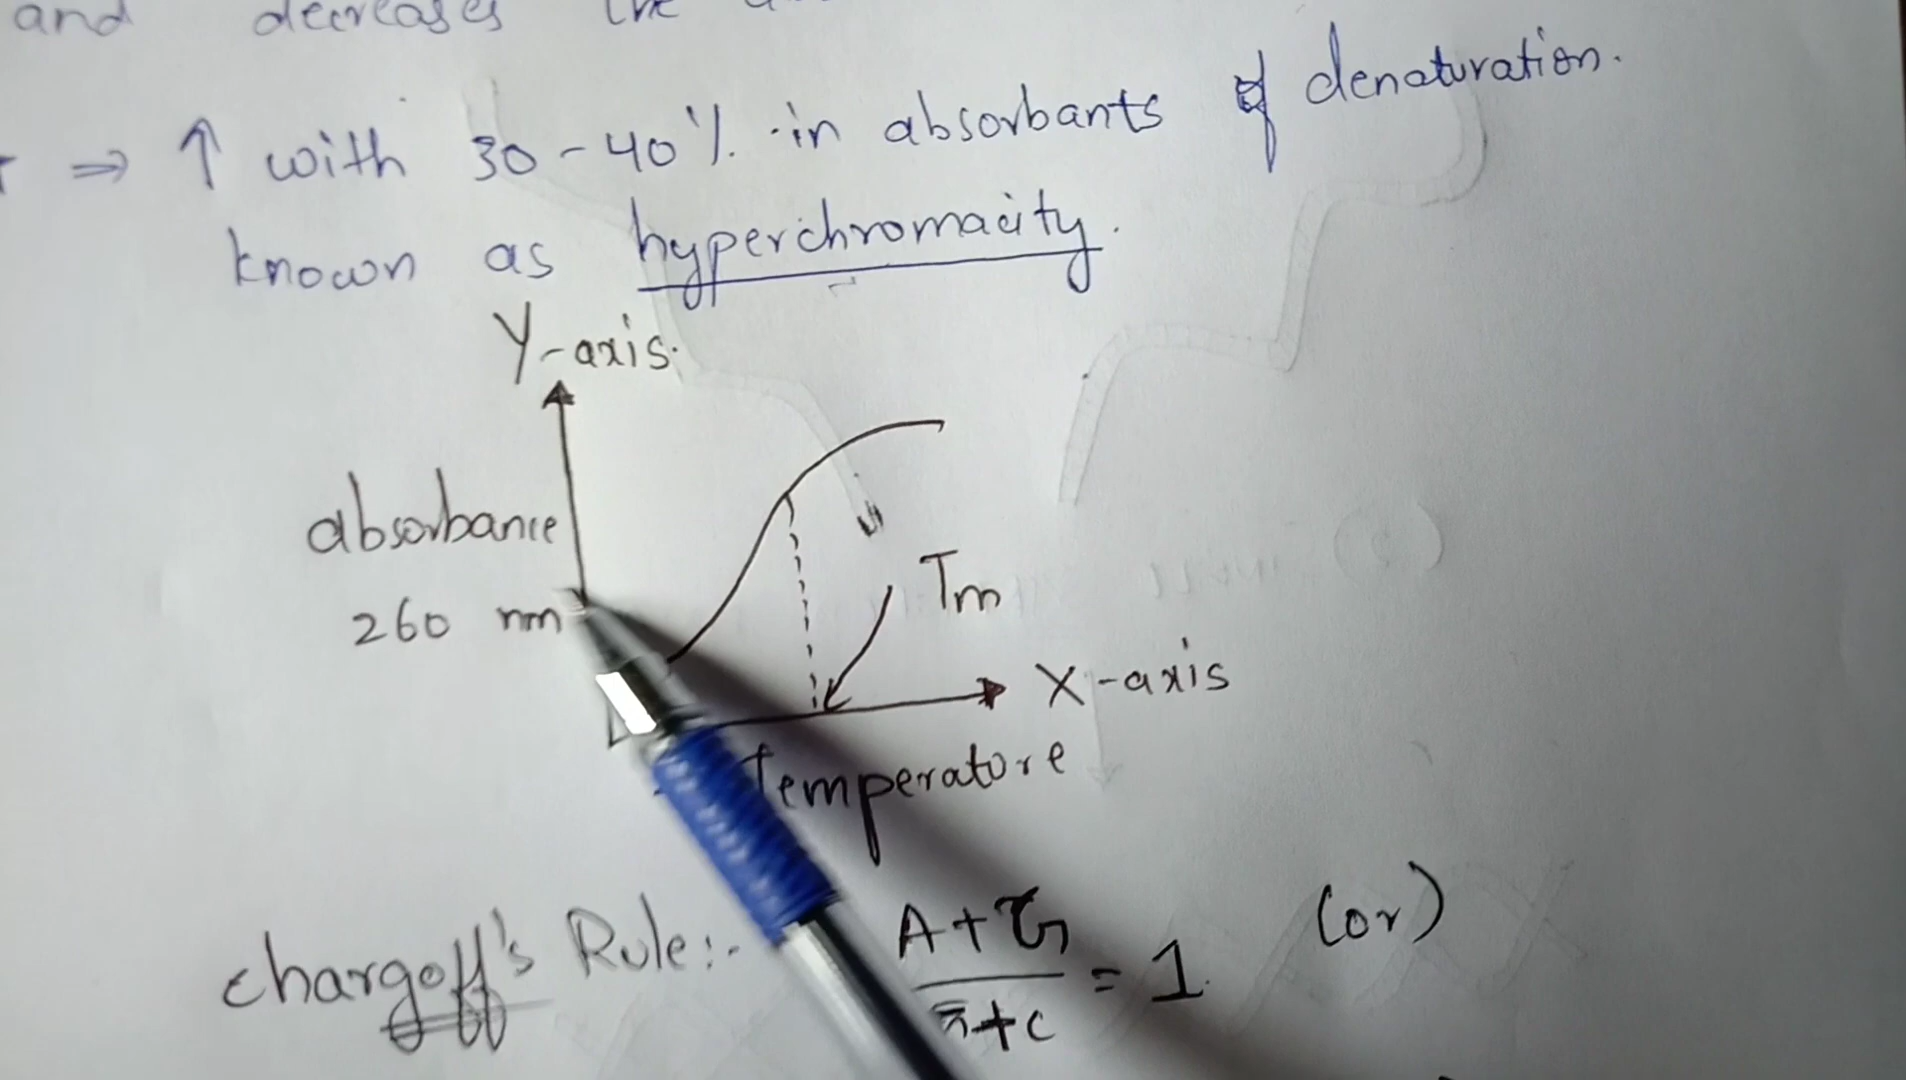 and decreases the
⇒ ↑ with 30-40% in absorbants of denaturation.
known as hyperchromacity.
Y-axis.
absorbance
260 nm
Tm
X-axis
Temperature
Chargoff's Rule:- A+G = 1 (or)
+C